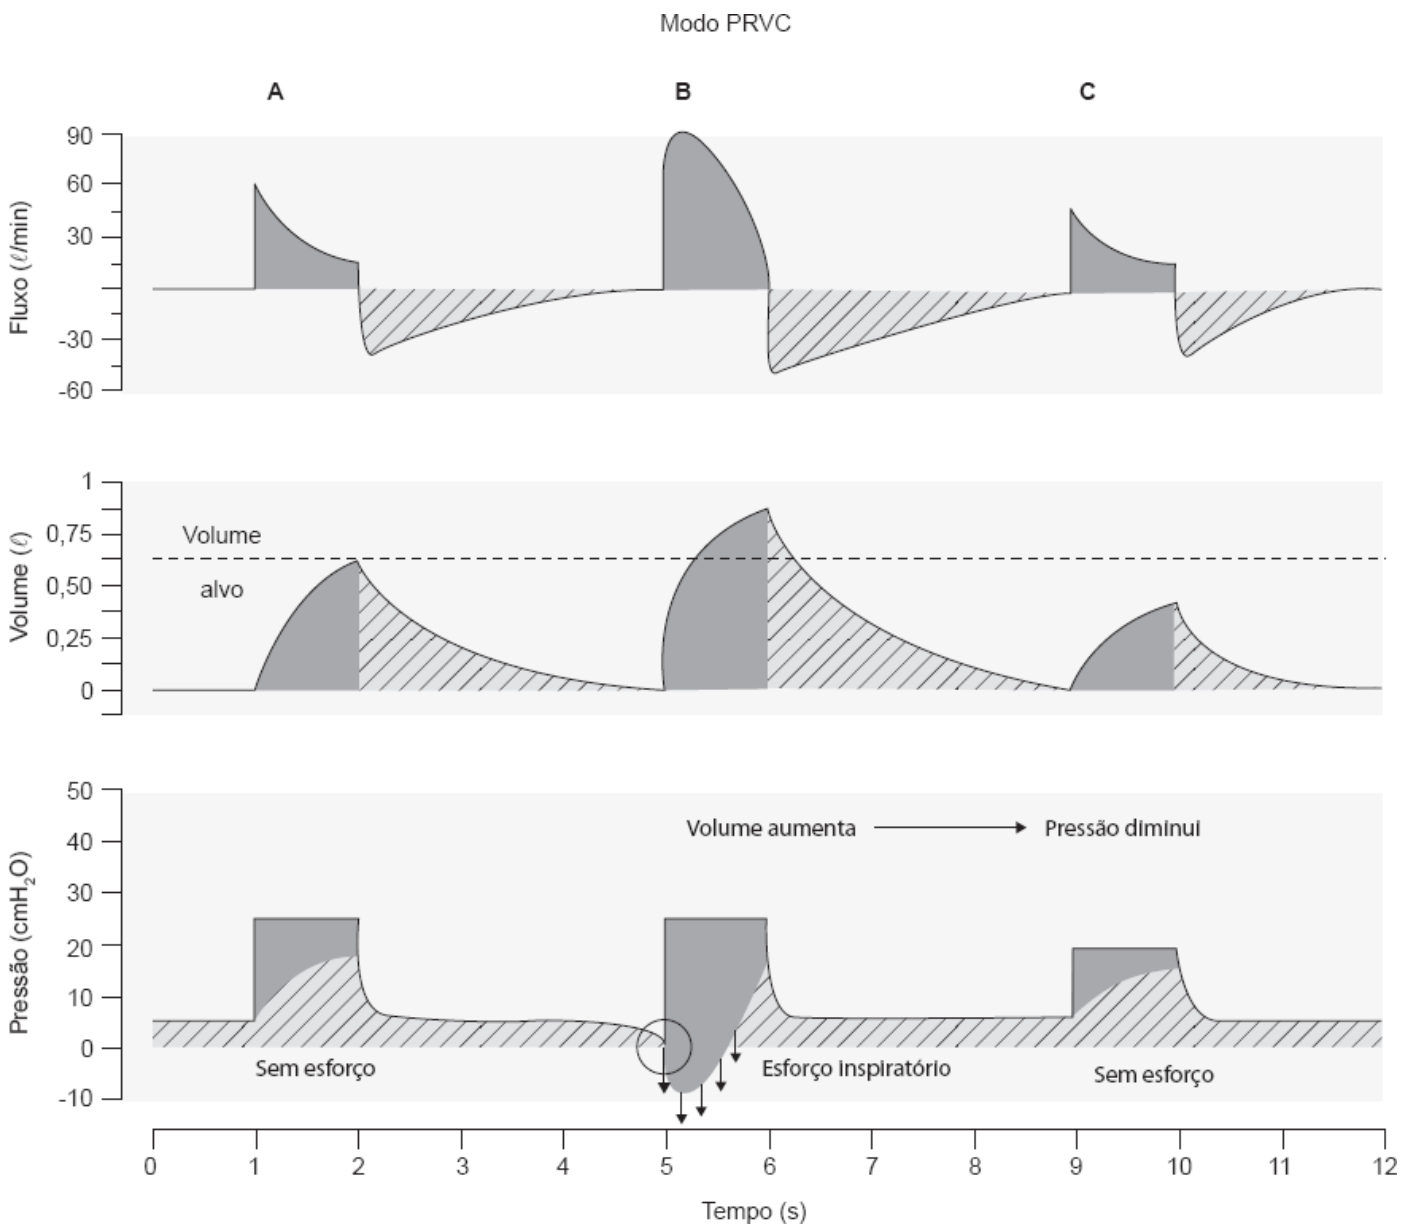 Modo PRVC
A B C
Fluxo (ℓ/min)
90
60
30
-30
-60
Volume (ℓ)
1
0,75
0,50
0,25
0
Volume
alvo
Pressão (cmH₂O)
50
40
30
20
10
0
-10
Volume aumenta Pressão diminui
Sem esforço Esforço inspiratório Sem esforço
0 1 2 3 4 5 6 7 8 9 10 11 12
Tempo (s)